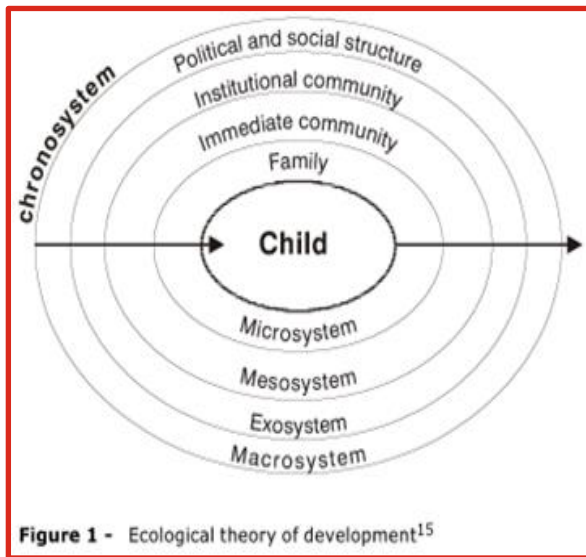 chronosystem
Political and social structure
Institutional community
Immediate community
Family
Child
Microsystem
Mesosystem
Exosystem
Macrosystem
Figure 1 - Ecological theory of development15